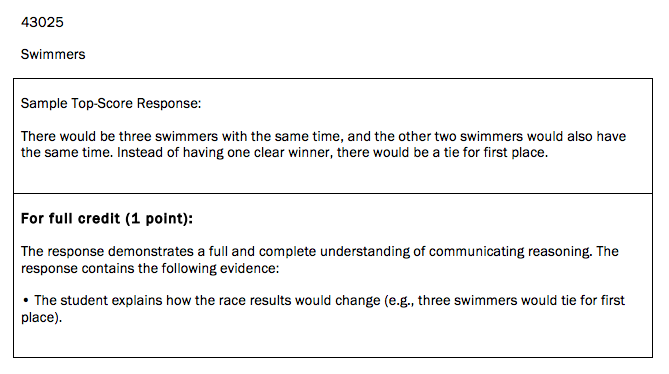 43025
Swimmers
Sample Top-Score Response:
There would be three swimmers with the same time, and the other two swimmers would also have
the same time. Instead of having one clear winner, there would be a tie for first place.
For full credit (1 point):
The response demonstrates a full and complete understanding of communicating reasoning. The
response contains the following evidence:
• The student explains how the race results would change (e.g., three swimmers would tie for first
place).